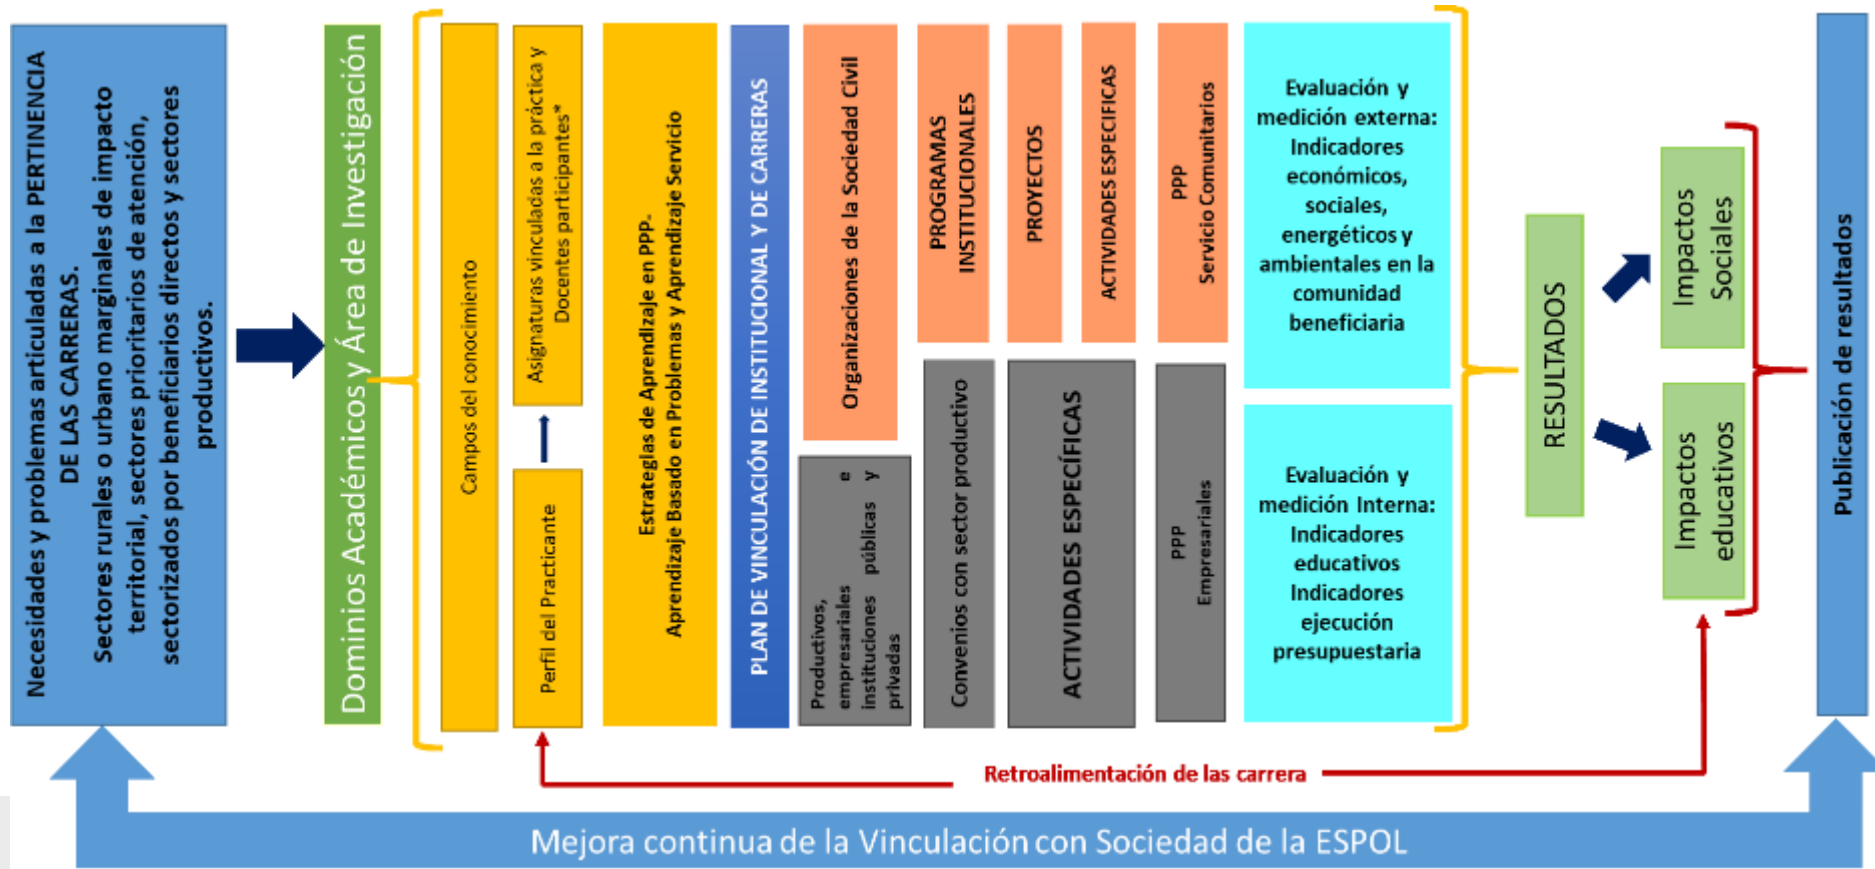 Necesidades y problemas articuladas a la PERTINENCIA
DE LAS CARRERAS.
Sectores rurales o urbano marginales de impacto
territorial, sectores prioritarios de atención,
sectorizados por beneficiarios directos y sectores
productivos.
Dominios Académicos y Área de Investigación
Campos del conocimiento
Perfil del Practicante
Asignaturas vinculadas a la práctica y
Docentes participantes*
Estrategias de Aprendizaje en PPP-
Aprendizaje Basado en Problemas y Aprendizaje Servicio
PLAN DE VINCULACIÓN DE INSTITUCIONAL Y DE CARRERAS
Organizaciones de la Sociedad Civil
Productivos,
empresariales e
instituciones públicas y
privadas
PROGRAMAS
INSTITUCIONALES
Convenios con sector productivo
PROYECTOS
ACTIVIDADES ESPECIFICAS
ACTIVIDADES ESPECÍFICAS
PPP
Servicio Comunitarios
PPP
Empresariales
Evaluación y
medición externa:
Indicadores
económicos,
sociales,
energéticos y
ambientales en la
comunidad
beneficiaria
Evaluación y
medición Interna:
Indicadores
educativos
Indicadores
ejecución
presupuestaria
RESULTADOS
Impactos
Sociales
Impactos
educativos
Publicación de resultados
Retroalimentación de las carrera
Mejora continua de la Vinculación con Sociedad de la ESPOL